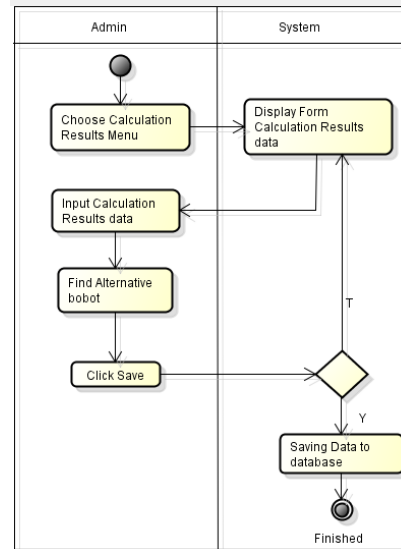 Admin
System
Choose Calculation
Results Menu
Display Form
Calculation Results
data
Input Calculation
Results data
Find Alternative
bobot
Click Save
T
Y
Saving Data to
database
Finished